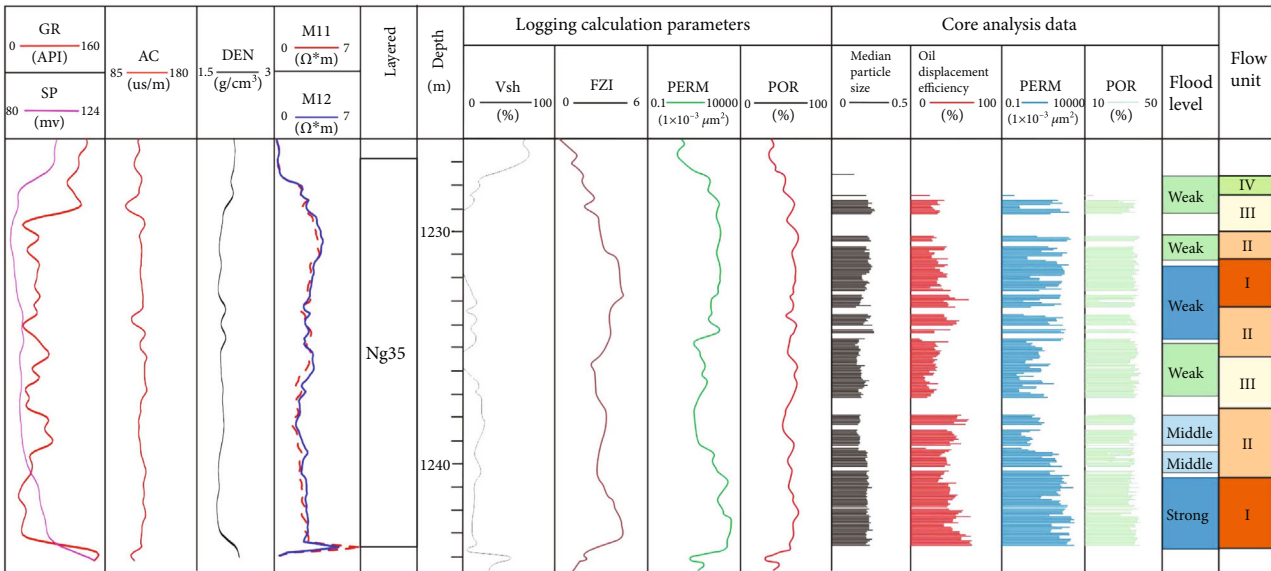 Logging calculation parameters
Core analysis data
GR
0 160
(API)
SP
80 124
(mv)
AC
85 180
(us/m)
DEN
1.5 3
(g/cm³)
M11
0 7
(Ω*m)
M12
0 7
(Ω*m)
Layered
Depth
(m)
Vsh
0 100
(%)
FZI
0 6
PERM
0.1 10000
(1×10⁻³ μm²)
POR
0 100
(%)
Median
particle
size
0 0.5
Oil
displacement
efficiency
0 100
(%)
PERM
0.1 10000
(1×10⁻³ μm²)
POR
10 50
(%)
Flood
level
Flow
unit
1230
1240
Ng35
Weak
Weak
Weak
Weak
Middle
Middle
Strong
IV
III
II
I
II
III
II
I